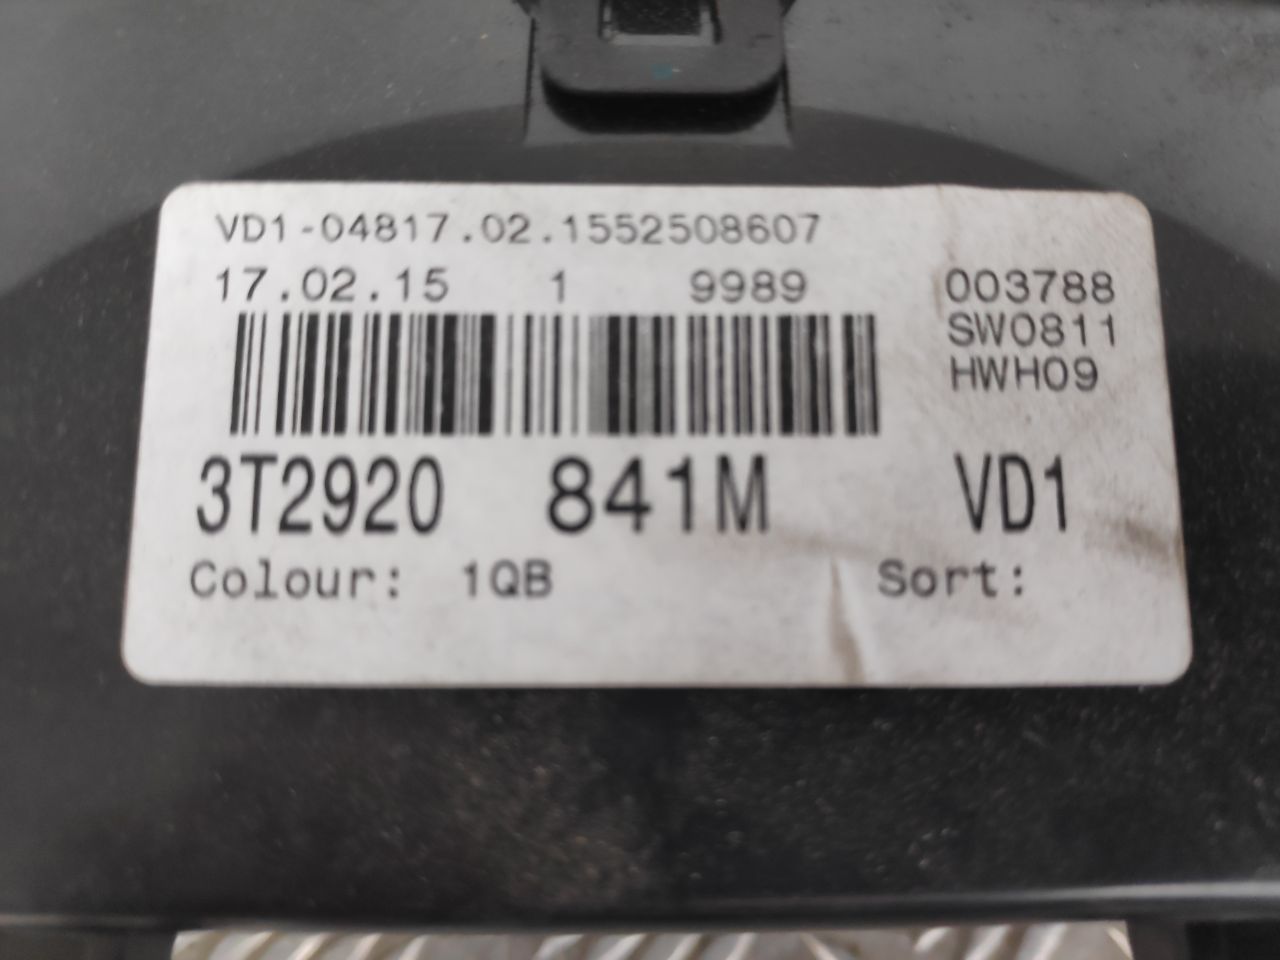 VD1-04817.02.1552508607
17.02.15 1 9989 003788
SW0811
HWH09
3T2920 841M VD1
Colour: 1QB Sort: